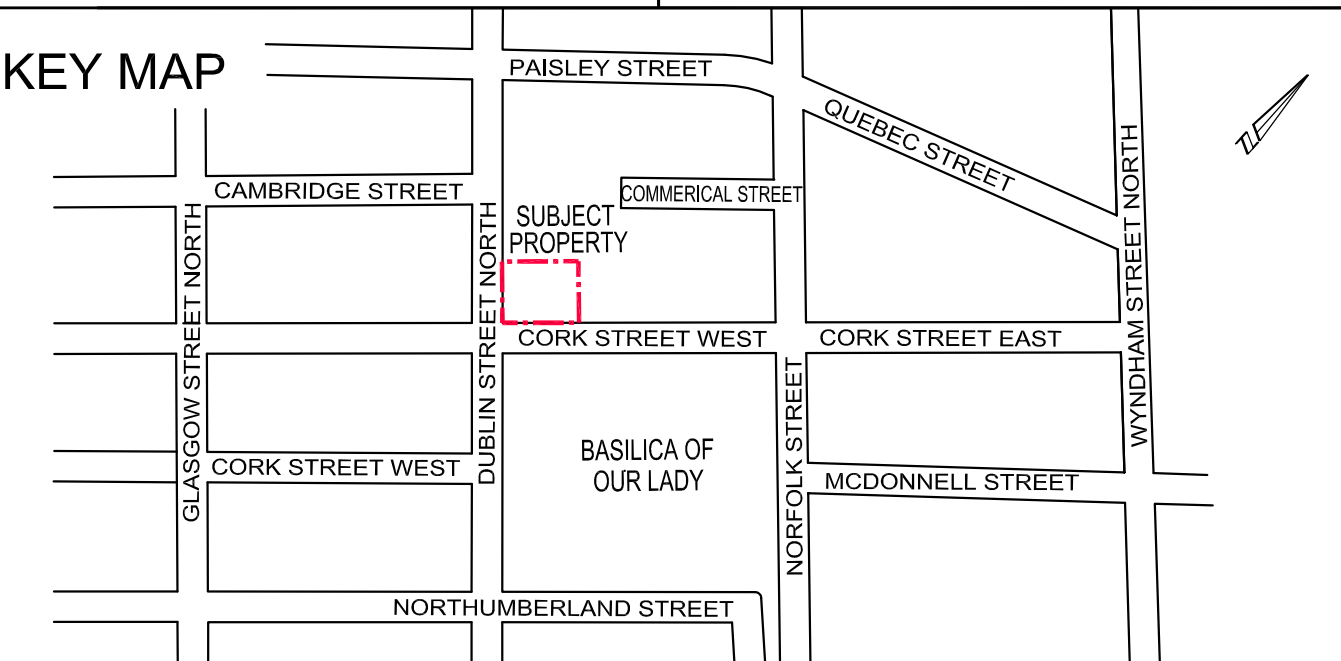 KEY MAP
PAISLEY STREET
QUEBEC STREET
CAMBRIDGE STREET
COMMERICAL STREET
SUBJECT
PROPERTY
GLASGOW STREET NORTH
DUBLIN STREET NORTH
WYNDHAM STREET NORTH
CORK STREET WEST
CORK STREET EAST
NORFOLK STREET
BASILICA OF
OUR LADY
CORK STREET WEST
MCDONNELL STREET
NORTHUMBERLAND STREET
N